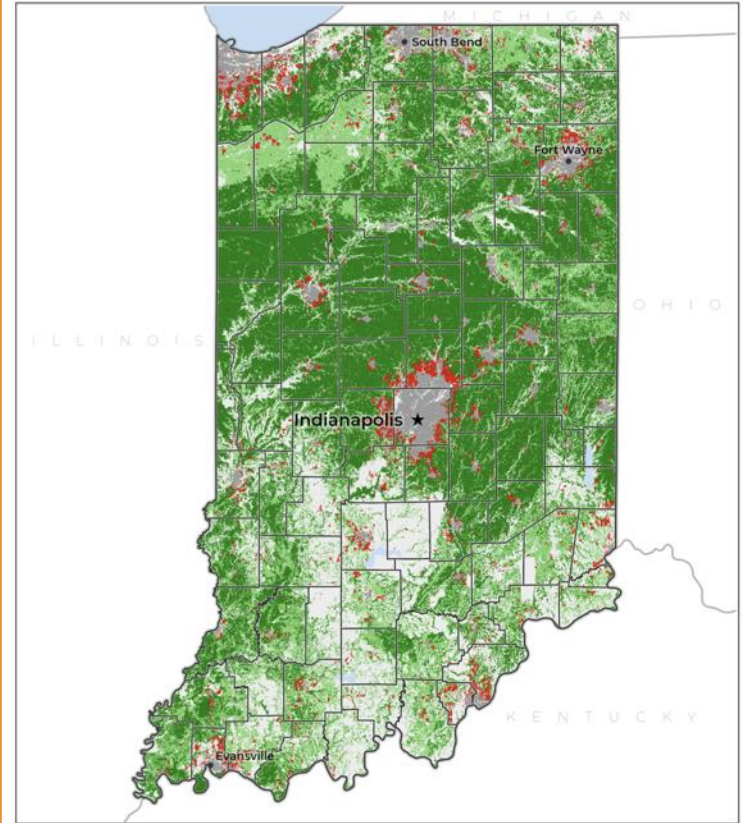 MICHIGAN
South Bend
Fort Wayne
OHIO
ILLINOIS
Indianapolis
KENTUCKY
Evansville